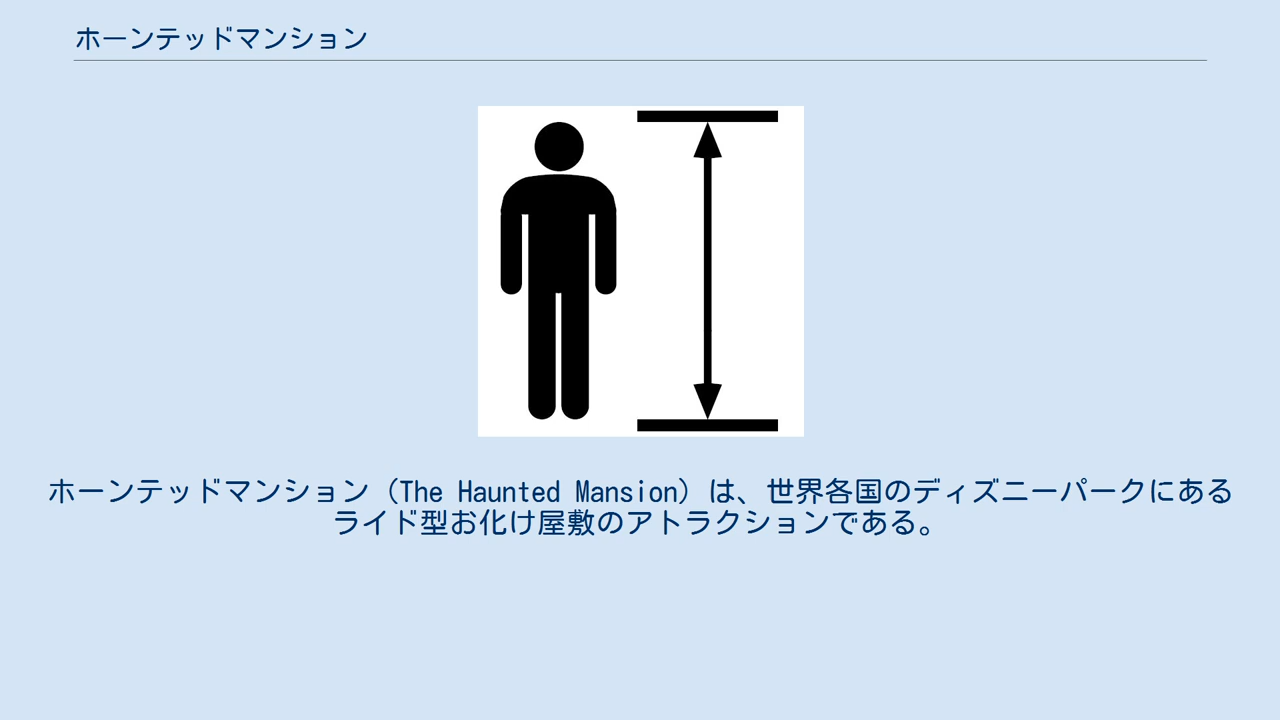 ホーンテッドマンション
ホーンテッドマンション（The Haunted Mansion）は、世界各国のディズニーパークにある
ライド型お化け屋敷のアトラクションである。